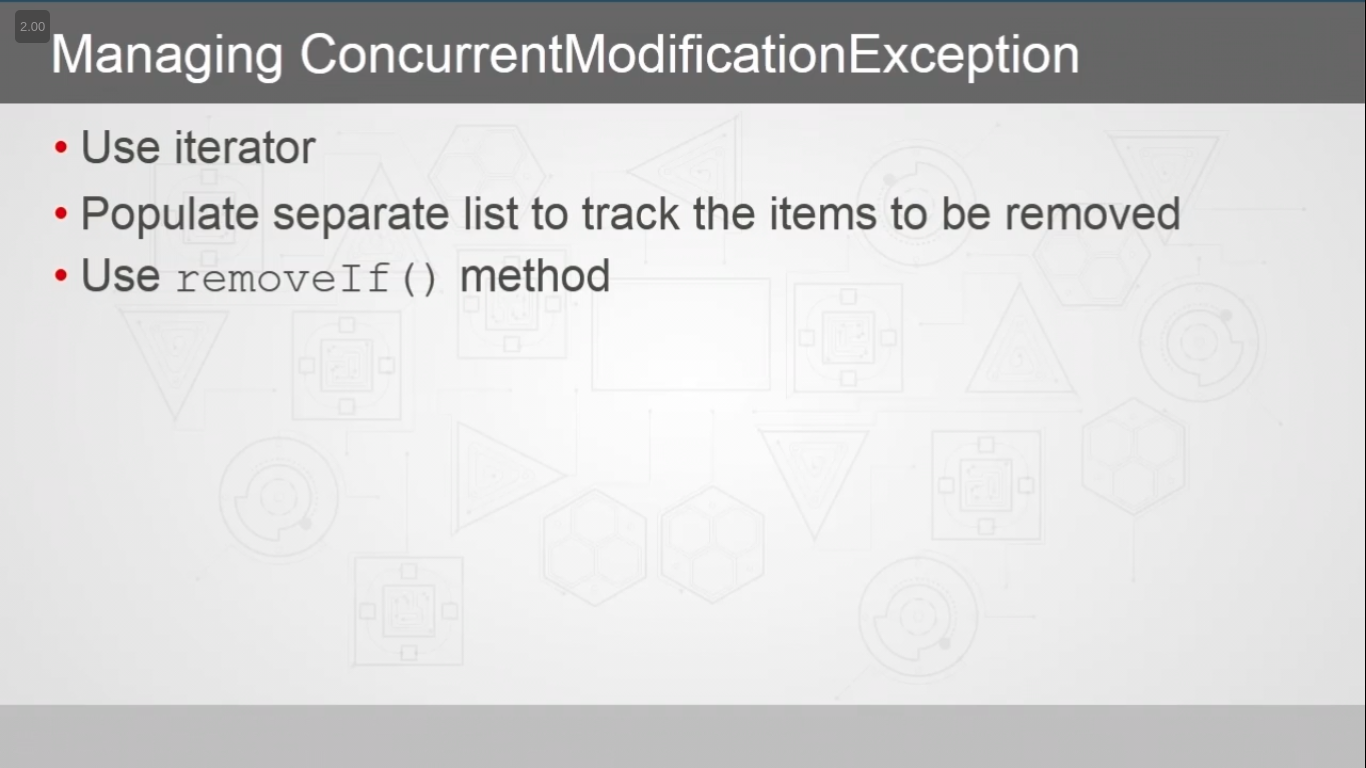 2.00
Managing ConcurrentModificationException
• Use iterator
• Populate separate list to track the items to be removed
• Use removeIf() method